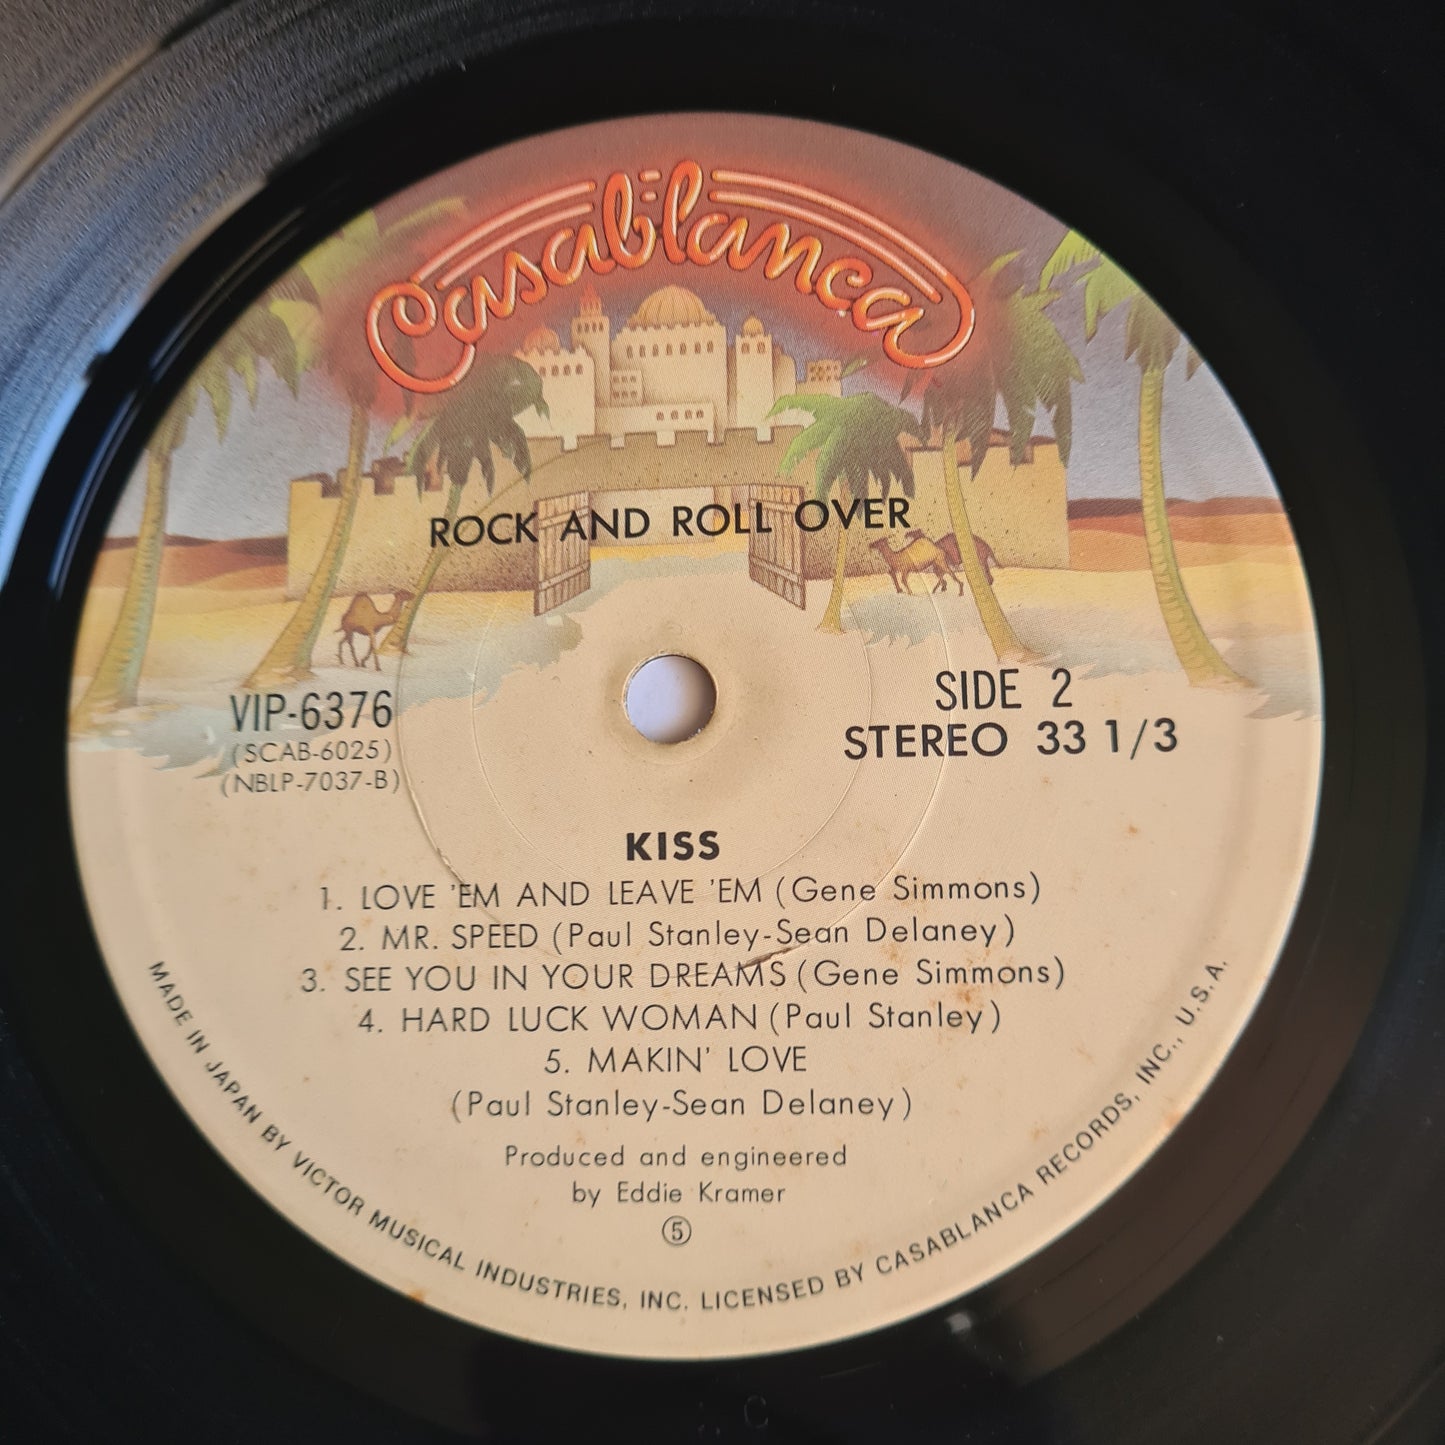 Casablanca
ROCK AND ROLL OVER
VIP-6376
(SCAB-6025)
(NBLP-7037-B)
SIDE 2
STEREO 33 1/3
KISS
1. LOVE 'EM AND LEAVE 'EM (Gene Simmons)
2. MR. SPEED (Paul Stanley-Sean Delaney)
3. SEE YOU IN YOUR DREAMS (Gene Simmons)
4. HARD LUCK WOMAN (Paul Stanley)
5. MAKIN' LOVE
(Paul Stanley-Sean Delaney)
Produced and engineered
by Eddie Kramer
⑤
MADE IN JAPAN BY VICTOR MUSICAL INDUSTRIES, INC. LICENSED BY CASABLANCA RECORDS, INC., U.S.A.